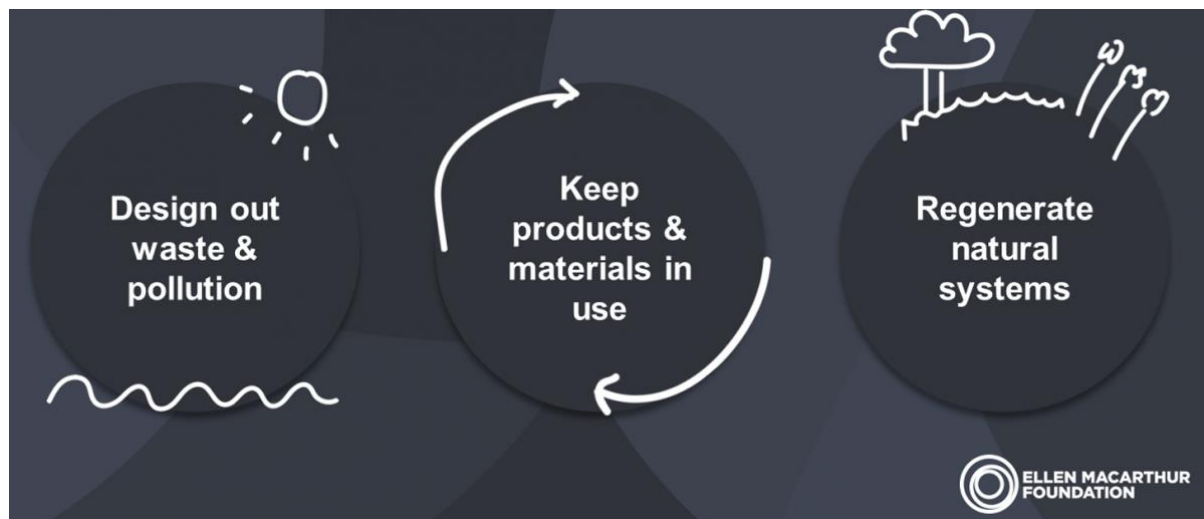 Design out
waste &
pollution
Keep
products &
materials in
use
Regenerate
natural
systems
ELLEN MACARTHUR
FOUNDATION